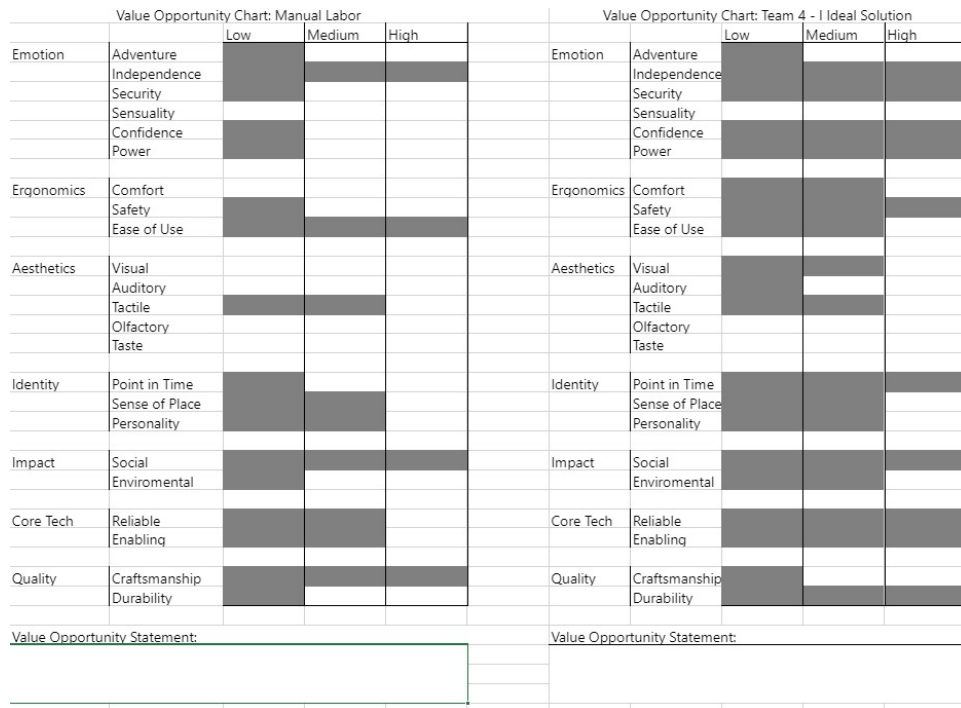 Value Opportunity Chart: Manual Labor
Low Medium High
Emotion Adventure
Independence
Security
Sensuality
Confidence
Power
Ergonomics Comfort
Safety
Ease of Use
Aesthetics Visual
Auditory
Tactile
Olfactory
Taste
Identity Point in Time
Sense of Place
Personality
Impact Social
Enviromental
Core Tech Reliable
Enabling
Quality Craftsmanship
Durability
Value Opportunity Statement:
Value Opportunity Chart: Team 4 - I Ideal Solution
Low Medium High
Emotion Adventure
Independence
Security
Sensuality
Confidence
Power
Ergonomics Comfort
Safety
Ease of Use
Aesthetics Visual
Auditory
Tactile
Olfactory
Taste
Identity Point in Time
Sense of Place
Personality
Impact Social
Enviromental
Core Tech Reliable
Enabling
Quality Craftsmanship
Durability
Value Opportunity Statement: